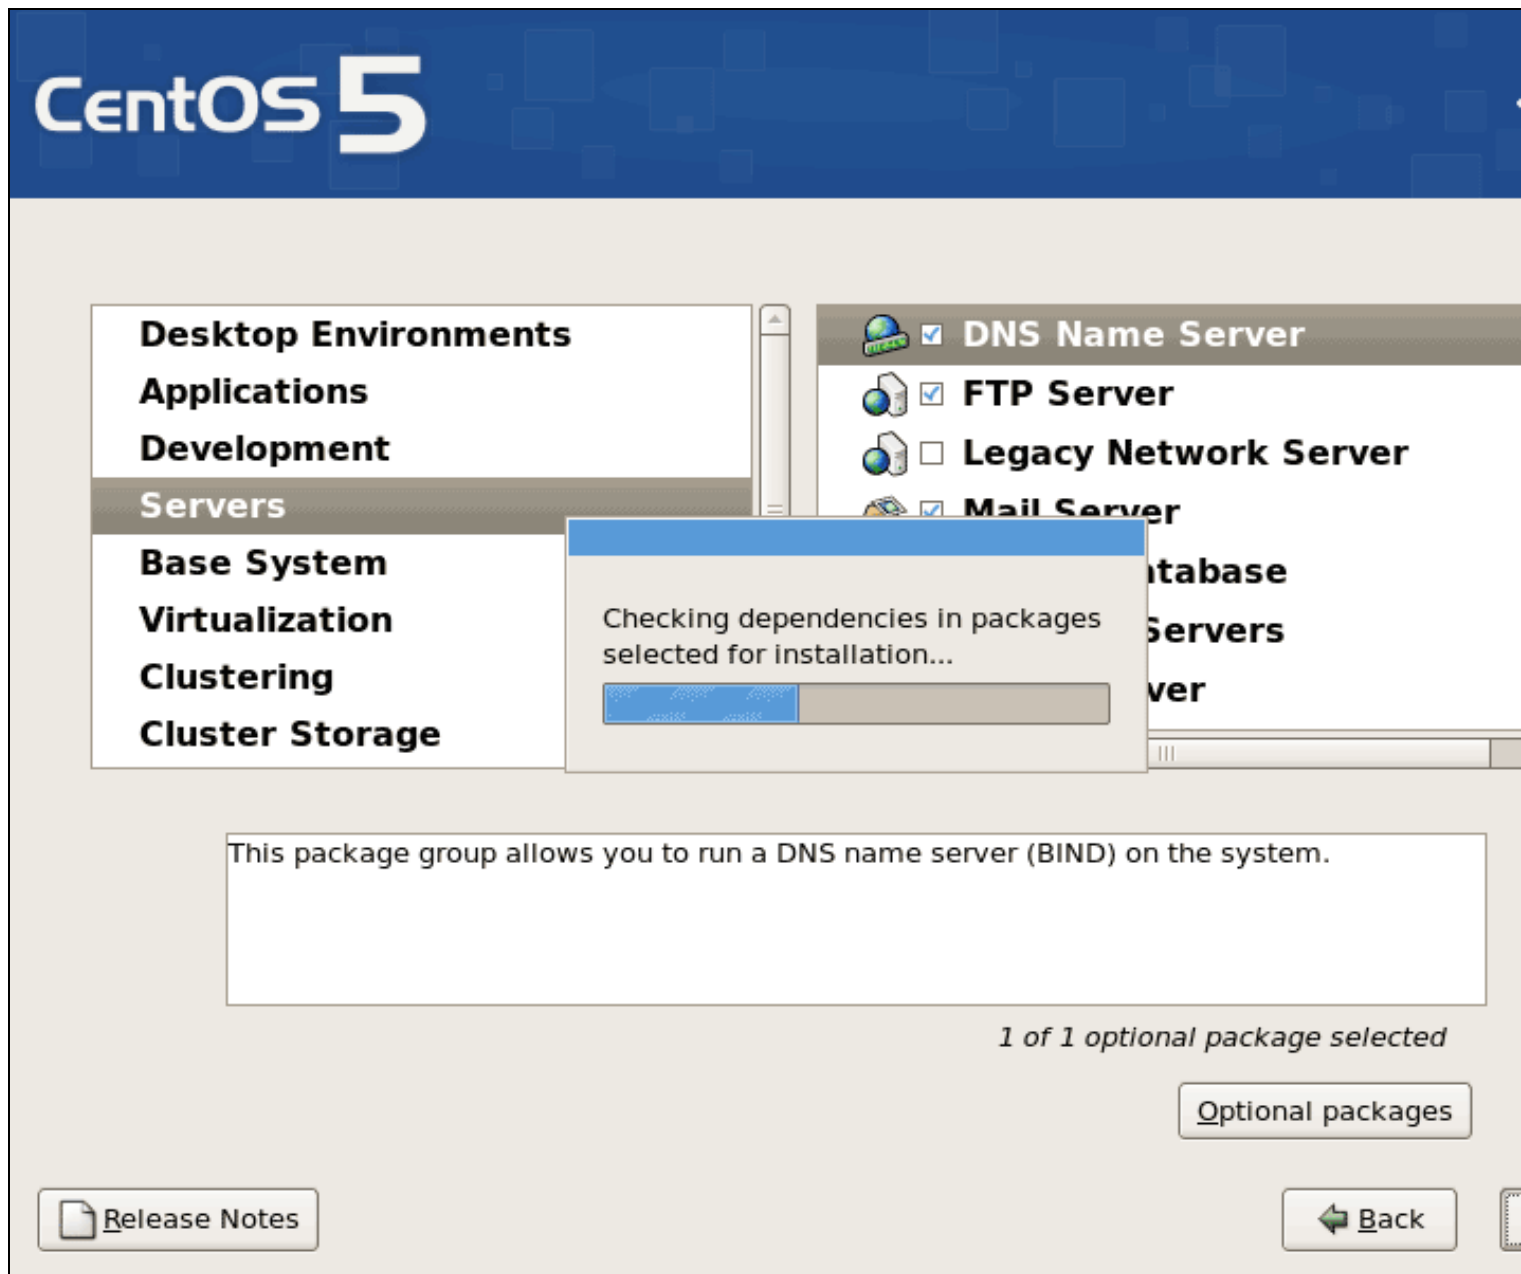 CentOS 5
Desktop Environments
Applications
Development
Servers
Base System
Virtualization
Clustering
Cluster Storage
DNS Name Server
FTP Server
Legacy Network Server
Mail Server
Servers
Checking dependencies in packages
selected for installation...
This package group allows you to run a DNS name server (BIND) on the system.
1 of 1 optional package selected
Optional packages
Release Notes
Back